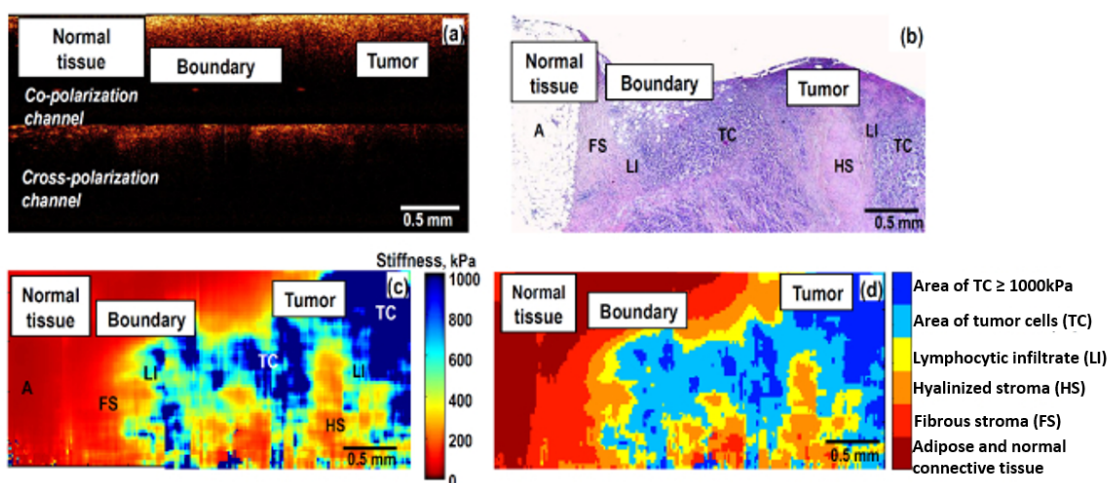 (a)
Normal
tissue
Boundary
Tumor
Co-polarization
channel
Cross-polarization
channel
0.5 mm
(b)
Normal
tissue
Boundary
Tumor
A
FS
LI
TC
HS
LI
TC
0.5 mm
Stiffness, kPa
(c)
Normal
tissue
Boundary
Tumor
TC
A
FS
LI
TC
LI
HS
0.5 mm
1000
800
600
400
200
0
(d)
Normal
tissue
Boundary
Tumor
0.5 mm
Area of TC ≥ 1000kPa
Area of tumor cells (TC)
Lymphocytic infiltrate (LI)
Hyalinized stroma (HS)
Fibrous stroma (FS)
Adipose and normal
connective tissue